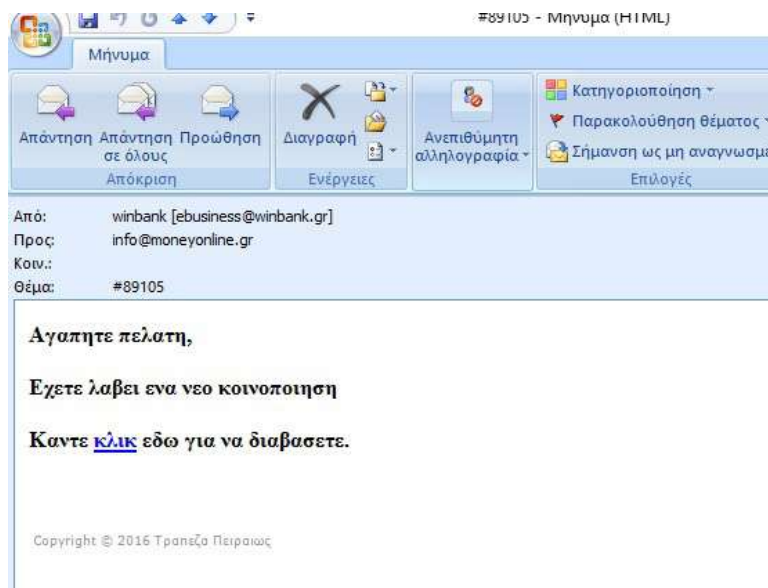 #89105 - Μήνυμα (HTML)
Μήνυμα
Απάντηση Απάντηση σε όλους Προώθηση
Διαγραφή
Ανεπιθύμητη αλληλογραφία
Κατηγοριοποίηση
Παρακολούθηση θέματος
Σήμανση ως μη αναγνωσμέ
Απόκριση Ενέργειες Επιλογές
Από: winbank [ebusiness@winbank.gr]
Προς: info@moneyonline.gr
Κοιν.:
Θέμα: #89105
Αγαπητε πελατη,
Εχετε λαβει ενα νεο κοινοποιηση
Καντε κλικ εδω για να διαβασετε.
Copyright © 2016 Τραπεζα Πειραιως